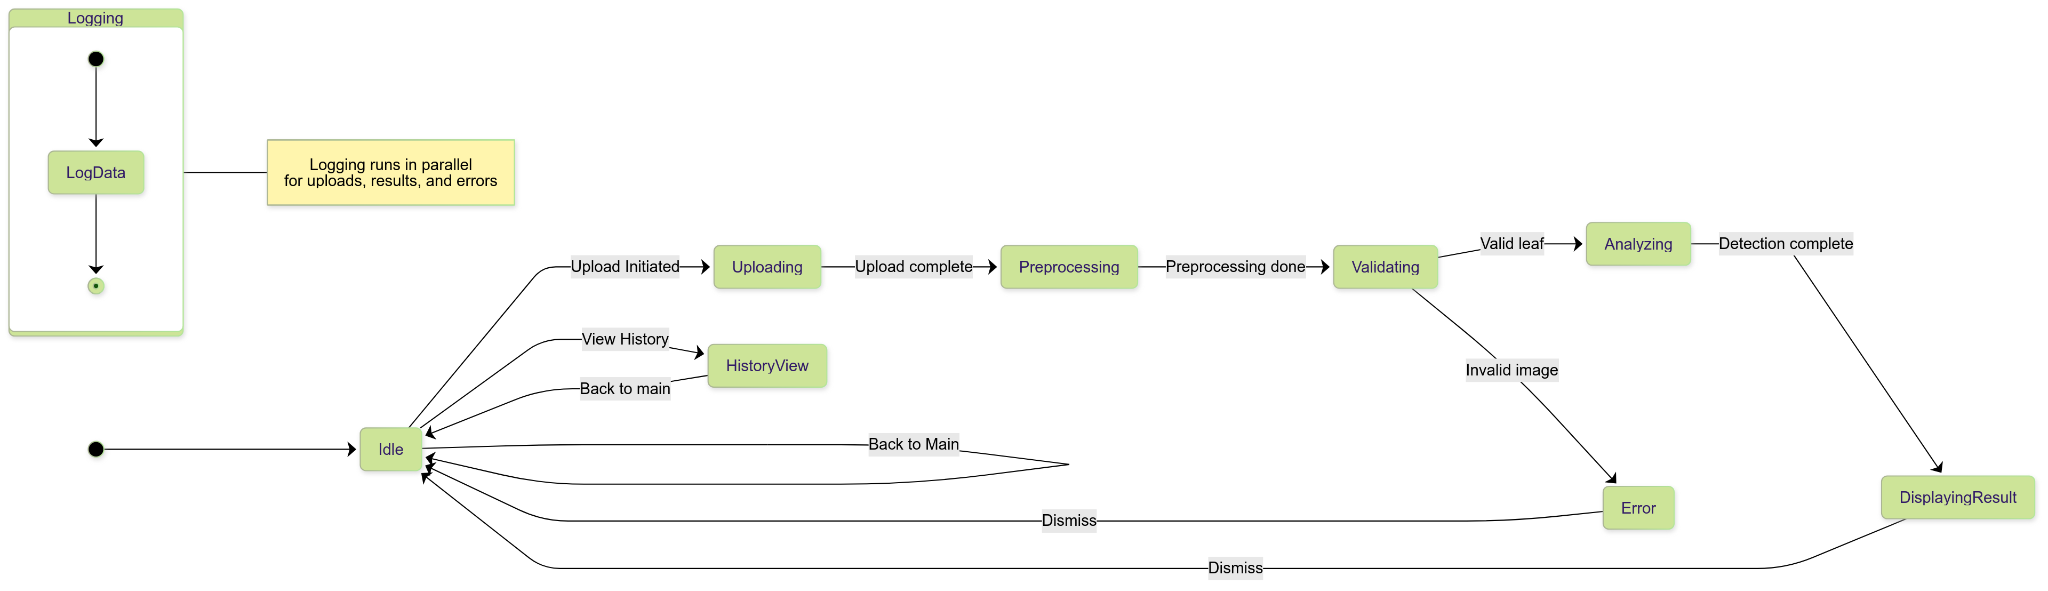 Logging
LogData
Logging runs in parallel
for uploads, results, and errors
Upload Initiated
Uploading
Upload complete
Preprocessing
Preprocessing done
Validating
Valid leaf
Analyzing
Detection complete
View History
HistoryView
Back to main
Invalid image
Idle
Back to Main
Dismiss
Error
DisplayingResult
Dismiss